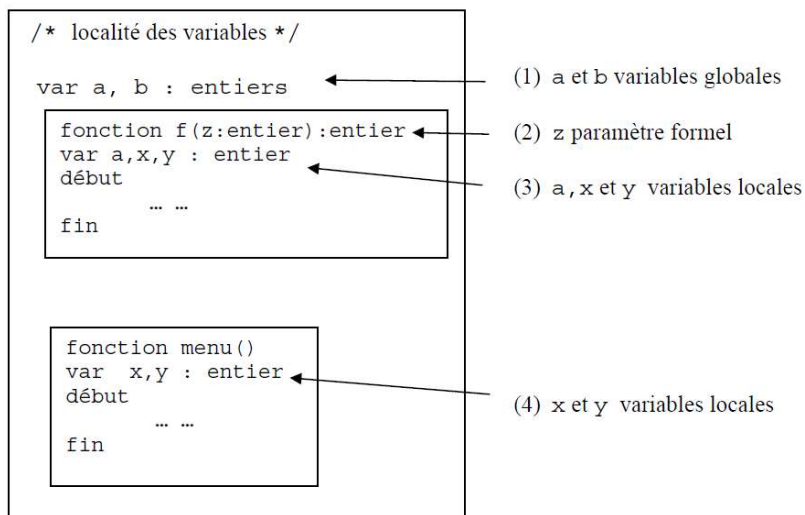 /* localité des variables */
var a, b : entiers
(1) a et b variables globales
fonction f(z:entier):entier
(2) z paramètre formel
var a,x,y : entier
(3) a,x et y variables locales
début
… …
fin
fonction menu()
var x,y : entier
(4) x et y variables locales
début
… …
fin